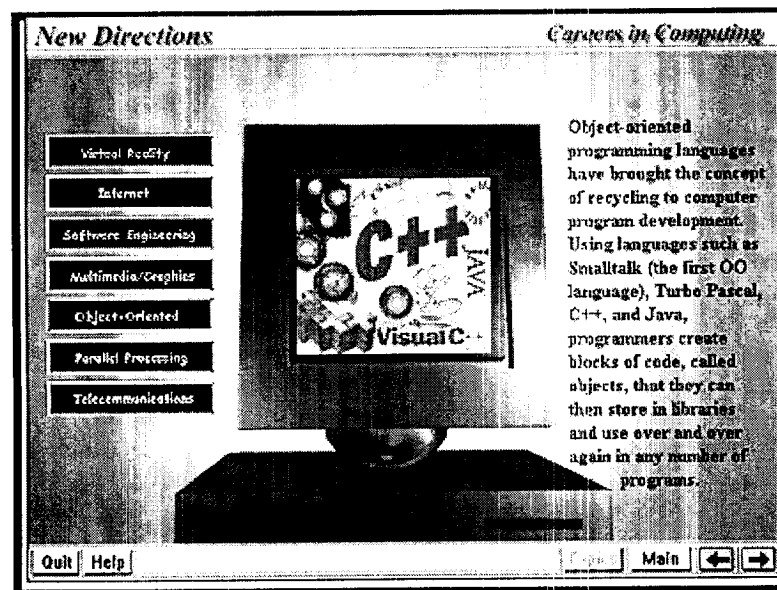 New Directions
Careers in Computing
Virtual Reality
Internet
Software Engineering
Multimedia/Graphics
Object-Oriented
Parallel Processing
Telecommunications
C++
JAVA
Visual C++
Object-oriented
programming languages
have brought the concept
of recycling to computer
program development.
Using languages such as
Smalltalk (the first OO
language), Turbo Pascal,
C++, and Java,
programmers create
blocks of code, called
objects, that they can
then store in libraries
and use over and over
again in any number of
programs.
Quit
Help
Main